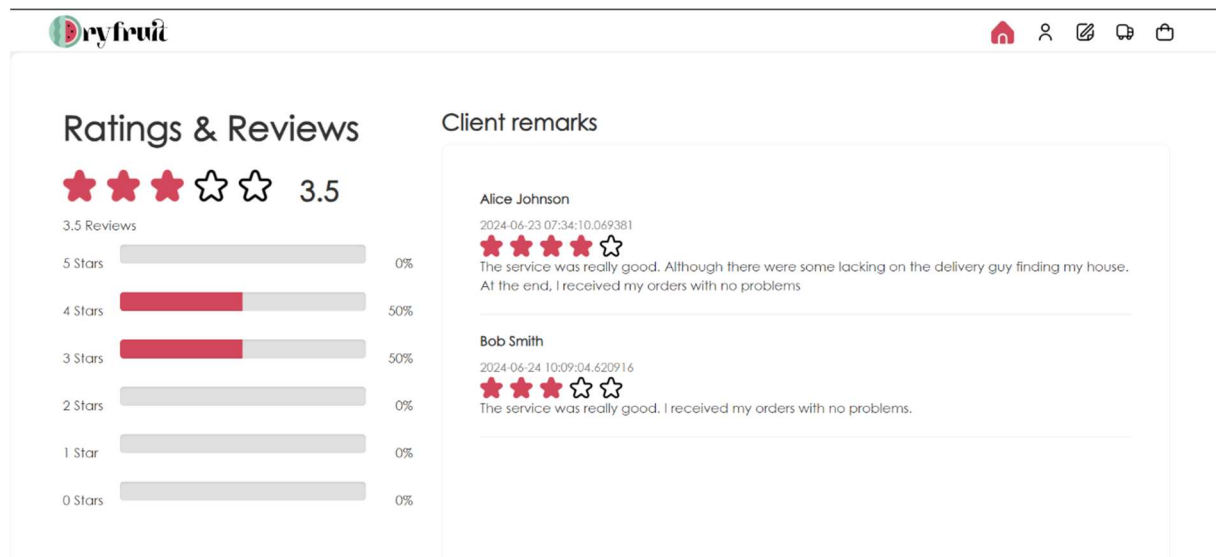 Dryfruit
Ratings & Reviews
3.5
3.5 Reviews
5 Stars 0%
4 Stars 50%
3 Stars 50%
2 Stars 0%
1 Star 0%
0 Stars 0%
Client remarks
Alice Johnson
2024-06-23 07:34:10.069381
The service was really good. Although there were some lacking on the delivery guy finding my house.
At the end, I received my orders with no problems
Bob Smith
2024-06-24 10:09:04.620916
The service was really good. I received my orders with no problems.